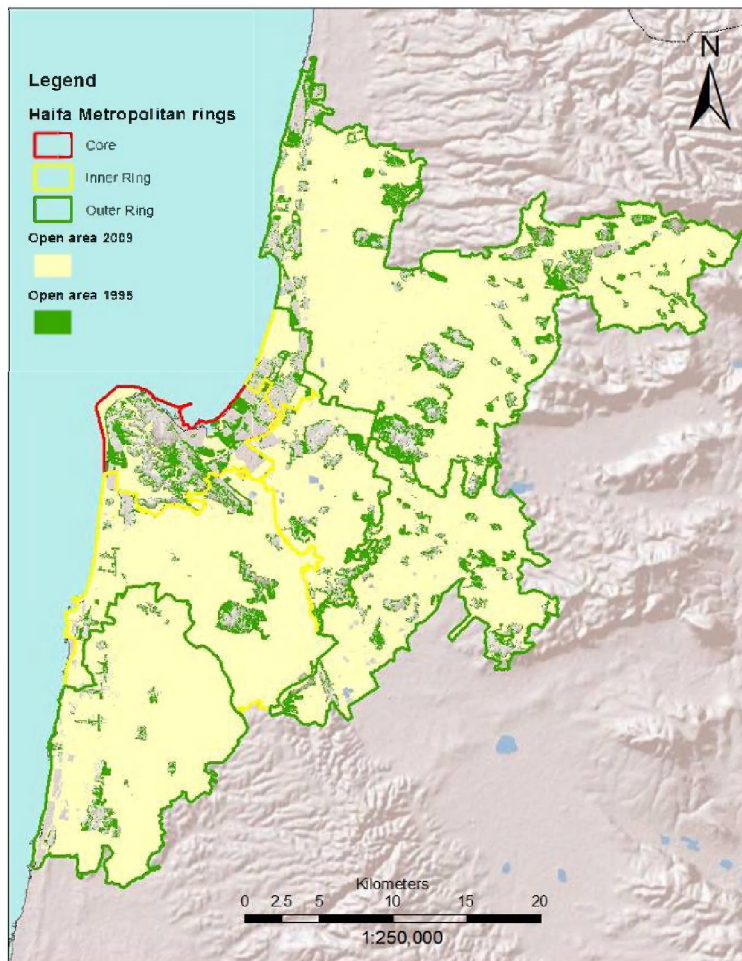 N
Legend
Haifa Metropolitan rings
Core
Inner Ring
Outer Ring
Open area 2009
Open area 1995
Kilometers
0 2.5 5 10 15 20
1:250,000